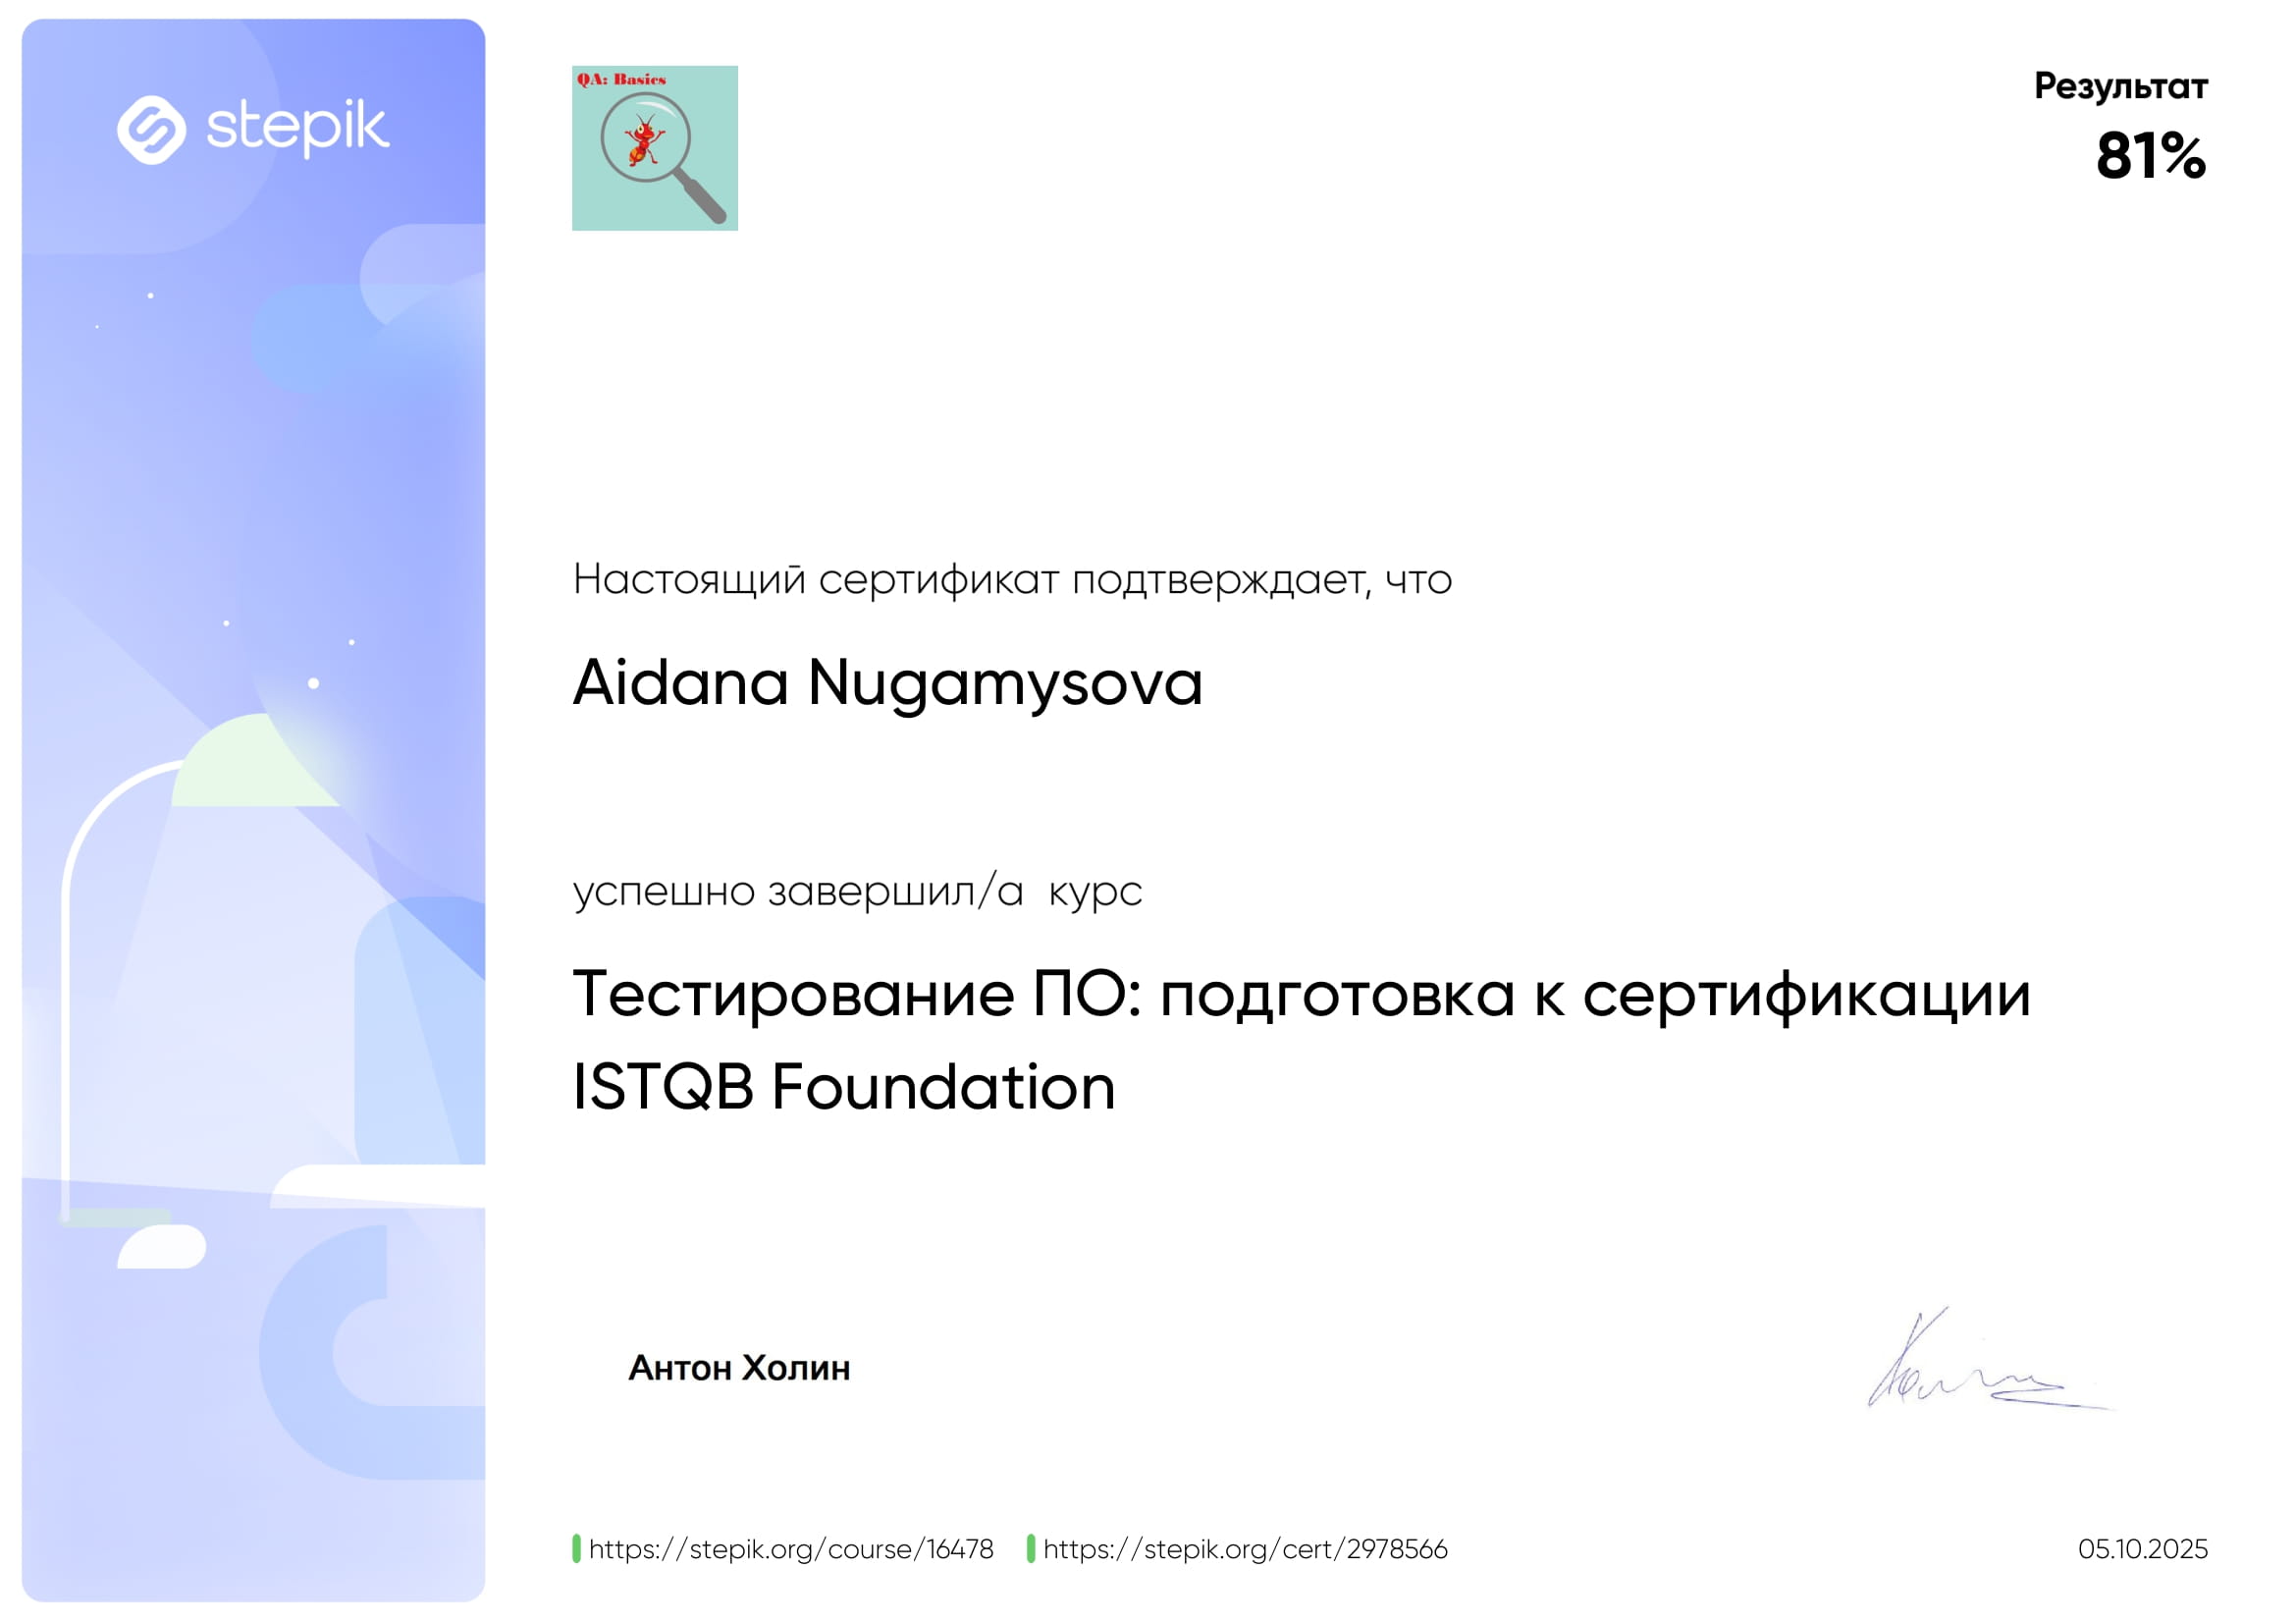 stepik
QA: Basics
Результат
81%
Настоящий сертификат подтверждает, что
Aidana Nugamysova
успешно завершил/а курс
Тестирование ПО: подготовка к сертификации
ISTQB Foundation
Антон Холин
https://stepik.org/course/16478 https://stepik.org/cert/2978566
05.10.2025